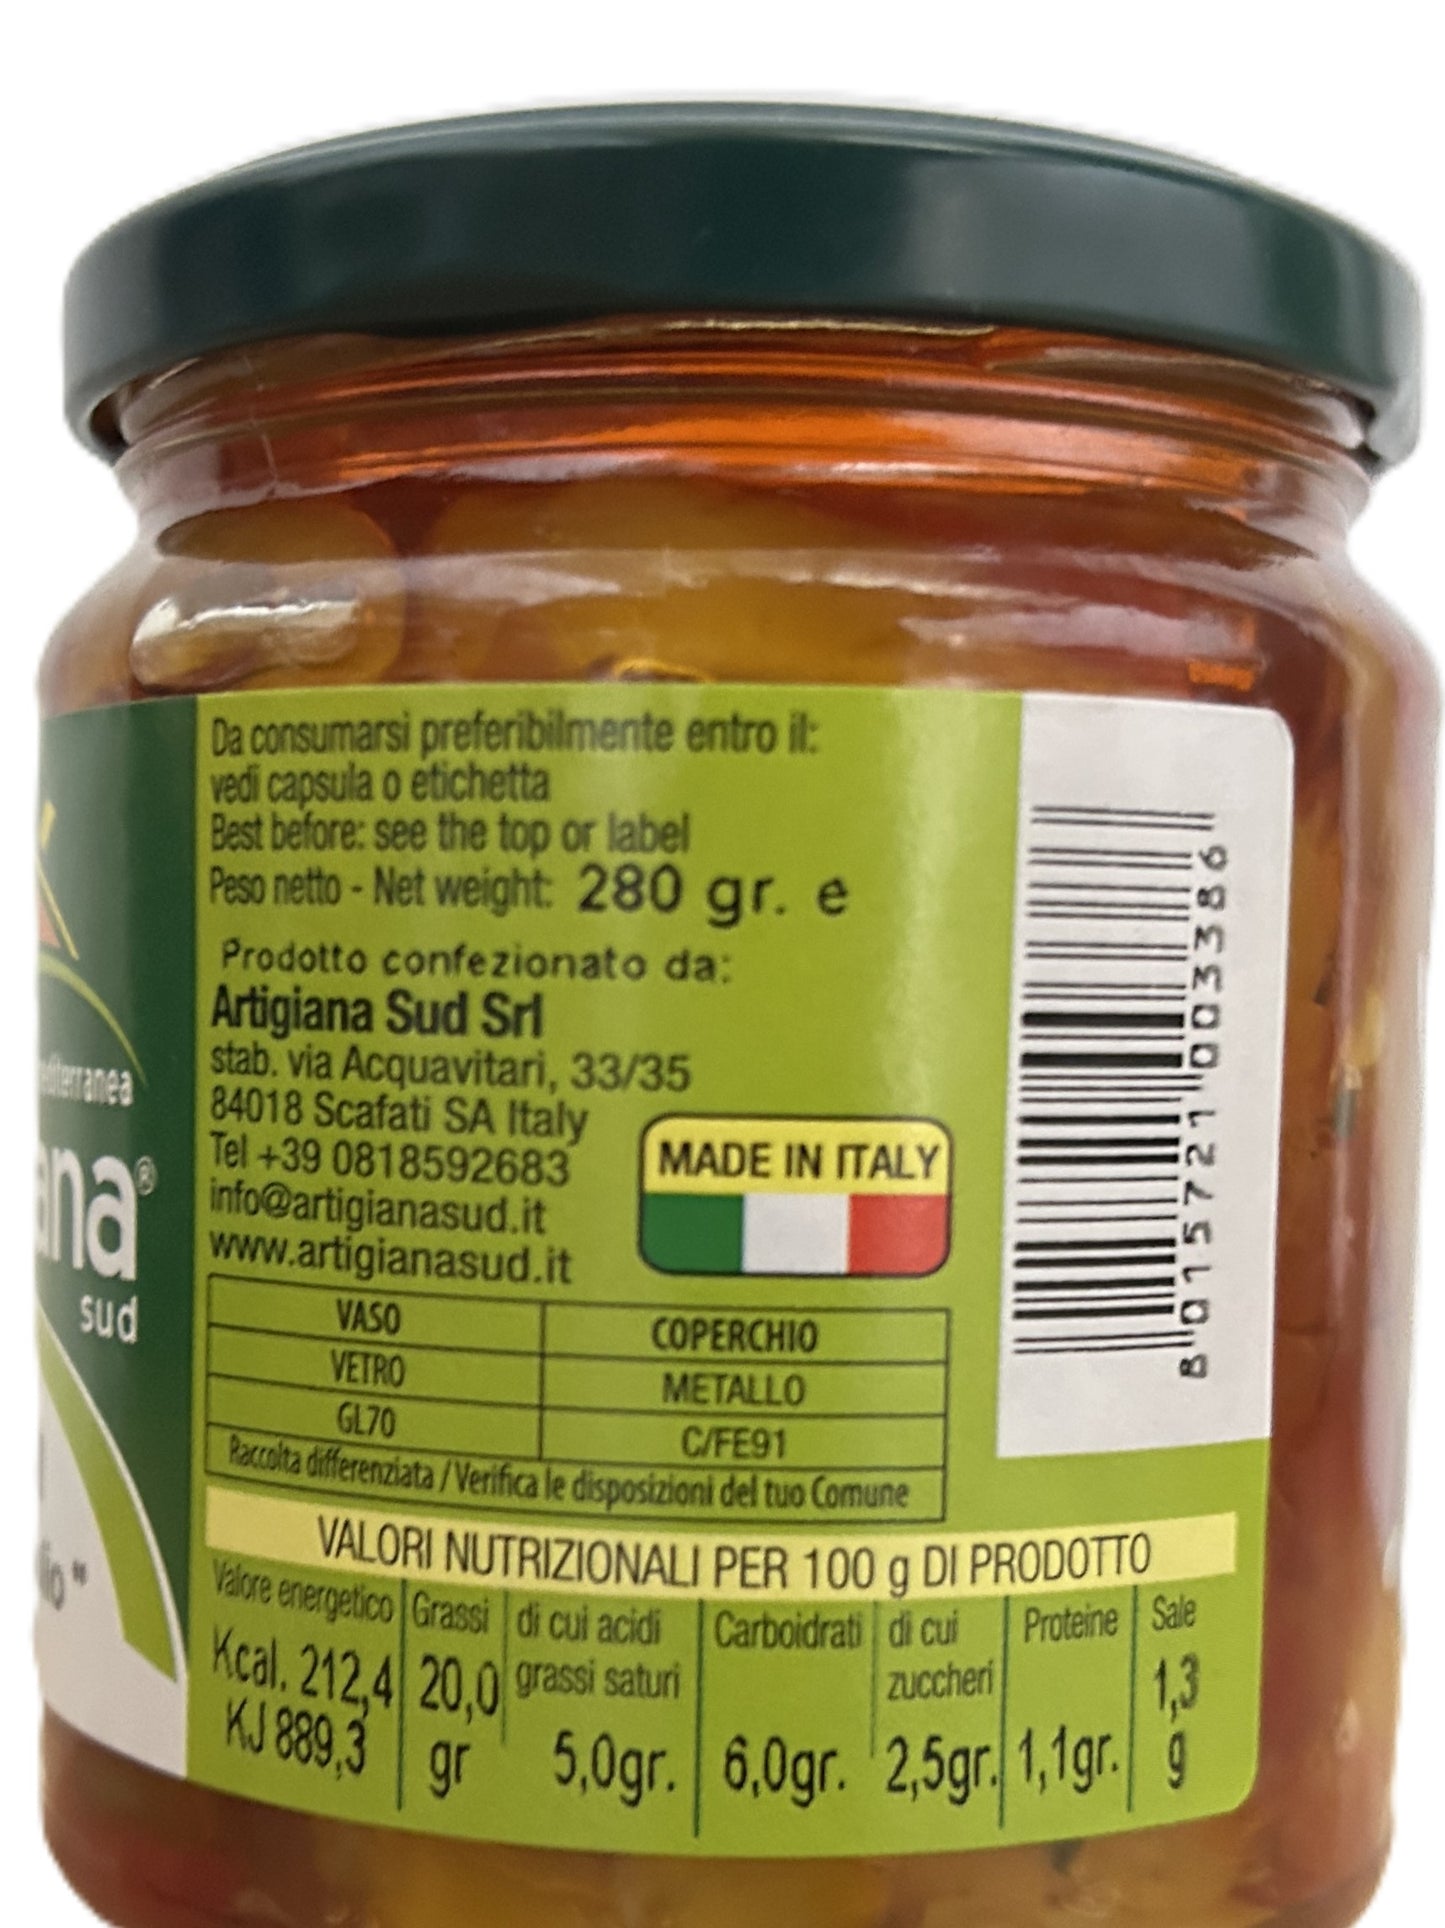 Da consumarsi preferibilmente entro il:
vedi capsula o etichetta
Best before: see the top or label
Peso netto - Net weight: 280 gr. e
Prodotto confezionato da:
Artigiana Sud Srl
stab. via Acquavitari, 33/35
84018 Scafati SA Italy
Tel +39 0818592683
info@artigianasud.it
www.artigianasud.it
MADE IN ITALY
VASO COPERCHIO
VETRO METALLO
GL70 C/FE91
Raccolta differenziata / Verifica le disposizioni del tuo Comune
VALORI NUTRIZIONALI PER 100 g DI PRODOTTO
Valore energetico Grassi di cui acidi Carboidrati di cui Proteine Sale
grassi saturi zuccheri
Kcal. 212,4 20,0 1,3
KJ 889,3 gr 5,0gr. 6,0gr. 2,5gr. 1,1gr. g
8 015721 003386
ana®
sud